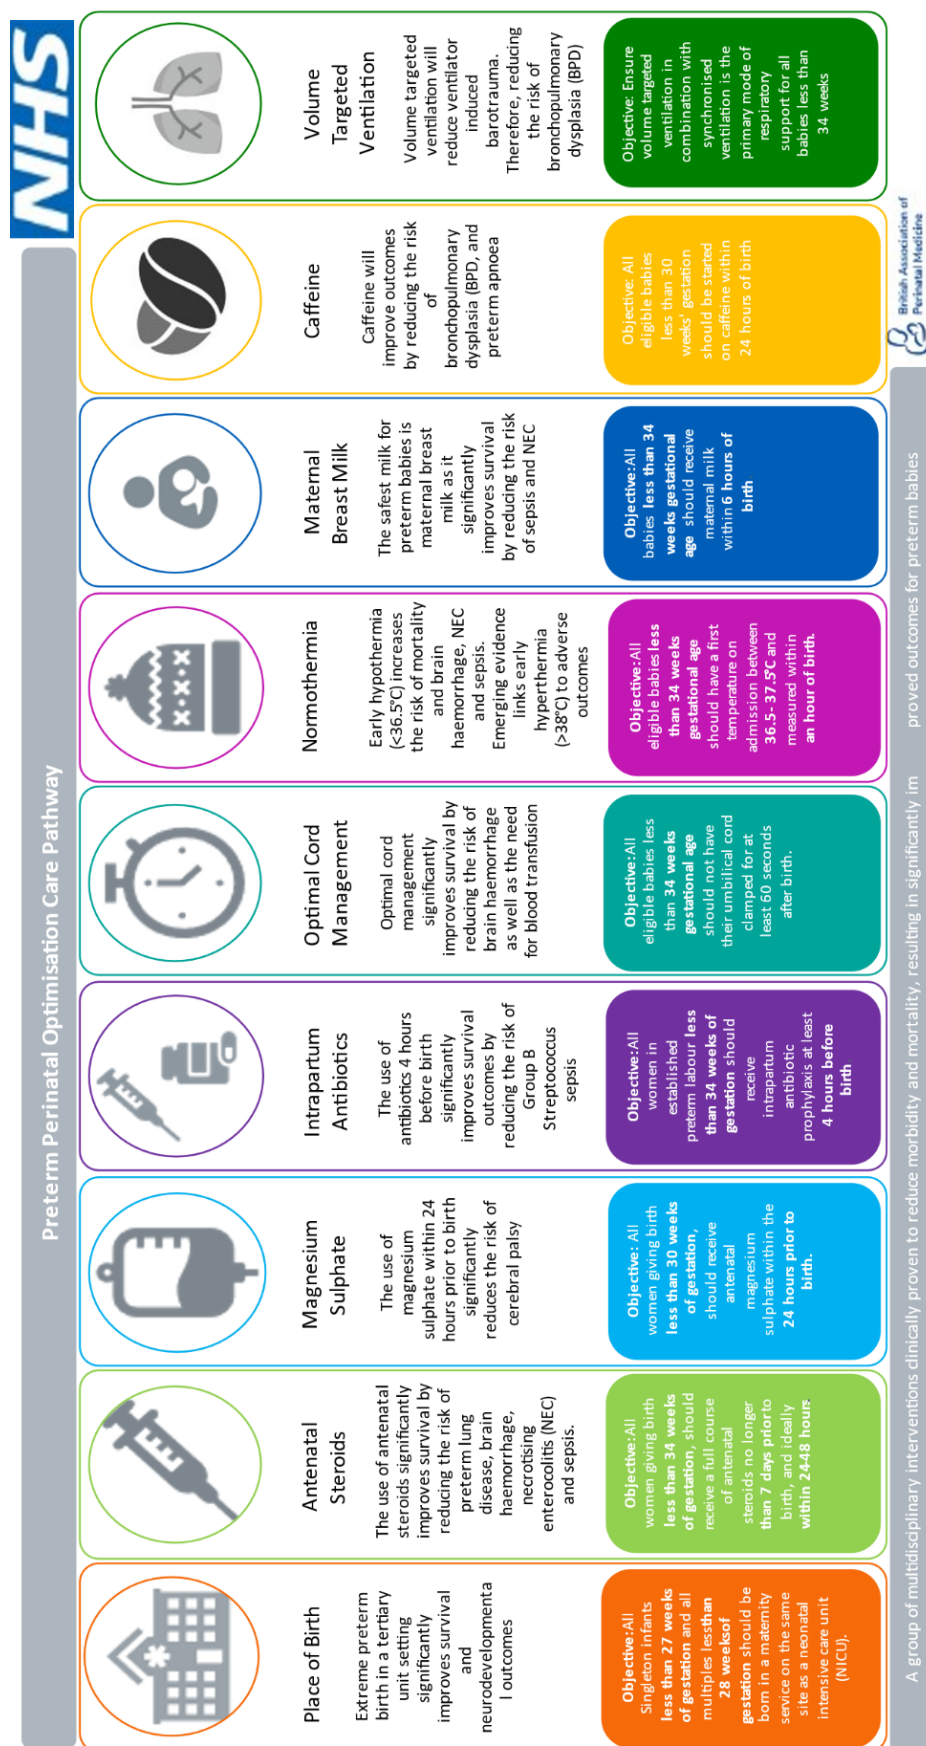 NHS
Preterm Perinatal Optimisation Care Pathway
Place of Birth
Extreme preterm
birth in a tertiary
unit setting
significantly
improves survival
and
neurodevelopmenta
l outcomes
Objective:All
Singleton infants
less than 27 weeks
of gestation and all
multiples lessthan
28 weeksof
gestation should be
born in a maternity
service on the same
site as a neonatal
intensive care unit
(NICU).
Antenatal
Steroids
The use of antenatal
steroids significantly
improves survival by
reducing the risk of
preterm lung
disease, brain
haemorrhage,
necrotising
enterocolitis (NEC)
and sepsis.
Objective:All
women giving birth
less than 34 weeks
of gestation, should
receive a full course
of antenatal
steroids no longer
than 7 days prior to
birth, and ideally
within 24-48 hours.
Magnesium
Sulphate
The use of
magnesium
sulphate within 24
hours prior to birth
significantly
reduces the risk of
cerebral palsy
Objective: All
women giving birth
less than 30 weeks
of gestation,
should receive
antenatal
magnesium
sulphate within the
24 hours prior to
birth.
Intrapartum
Antibiotics
The use of
antibiotic 4 hours
before birth
significantly
improves survival
outcomes by
reducing the risk of
Group B
Streptococcus
sepsis
Objective:All
women in
established
preterm labour less
than 34 weeks of
gestation should
receive
intrapartum
antibiotic
prophylaxis at least
4 hours before
birth
Optimal Cord
Management
Optimal cord
management
significantly
improves survival by
reducing the risk of
brain haemorrhage
as well as the need
for blood transfusion
Objective:All
eligible babies less
than 34 weeks
gestational age
should not have
their umbilical cord
clamped for at
least 60 seconds
after birth.
Normothermia
Early hypothermia
(<36.5°C) increases
the risk of mortality
and brain
haemorrhage, NEC
and sepsis.
Emerging evidence
links early
hyperthermia
(>38°C) to adverse
outcomes
Objective:All
eligible babies less
than 34 weeks
gestational age
should have a first
temperature on
admission between
36.5- 37.5°C and
measured within
an hour of birth.
Maternal
Breast Milk
The safest milk for
preterm babies is
maternal breast
milk as it
significantly
improves survival
by reducing the risk
of sepsis and NEC
Objective:All
babies less than 34
weeks gestational
age should receive
maternal milk
within 6 hours of
birth
Caffeine
Caffeine will
improve outcomes
by reducing the risk
of
bronchopulmonary
dysplasia (BPD), and
preterm apnoea
Objective: All
eligible babies
less than 30
weeks' gestation
should be started
on caffeine within
24 hours of birth
Volume
Targeted
Ventilation
Volume targeted
ventilation will
reduce ventilator
induced
barotrauma.
Therefore, reducing
the risk of
bronchopulmonary
dysplasia (BPD)
Objective: Ensure
volume targeted
ventilation in
combination with
synchronised
ventilation is the
primary mode of
respiratory
support for all
babies less than
34 weeks
A group of multidisciplinary interventions clinically proven to reduce morbidity and mortality, resulting in significantly im proved outcomes for preterm babies
British Association of
Perinatal Medicine